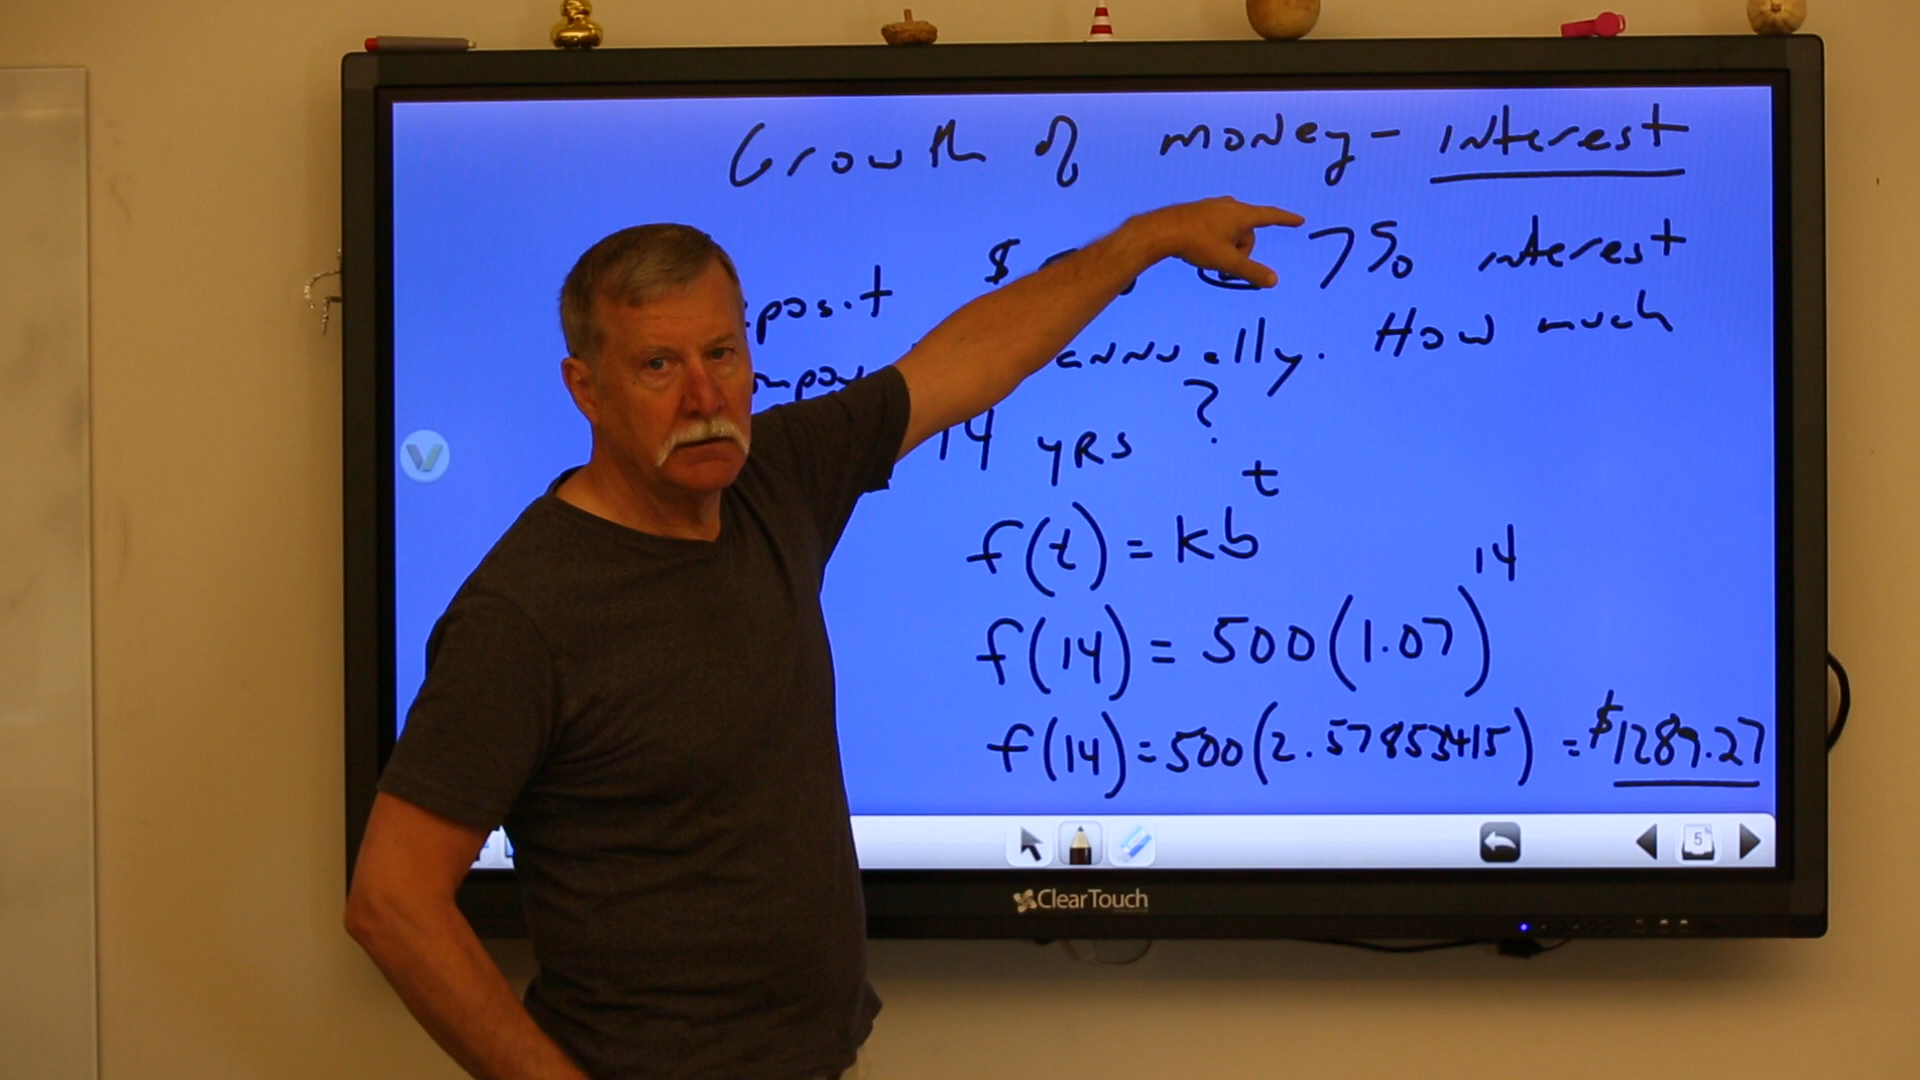 Growth of money - interest
posit $ @ 7% interest
annually. How much
14 yrs ?
f(t) = kb^t
f(14) = 500(1.07)^14
f(14) = 500(2.57853415) = $1289.27
5
ClearTouch